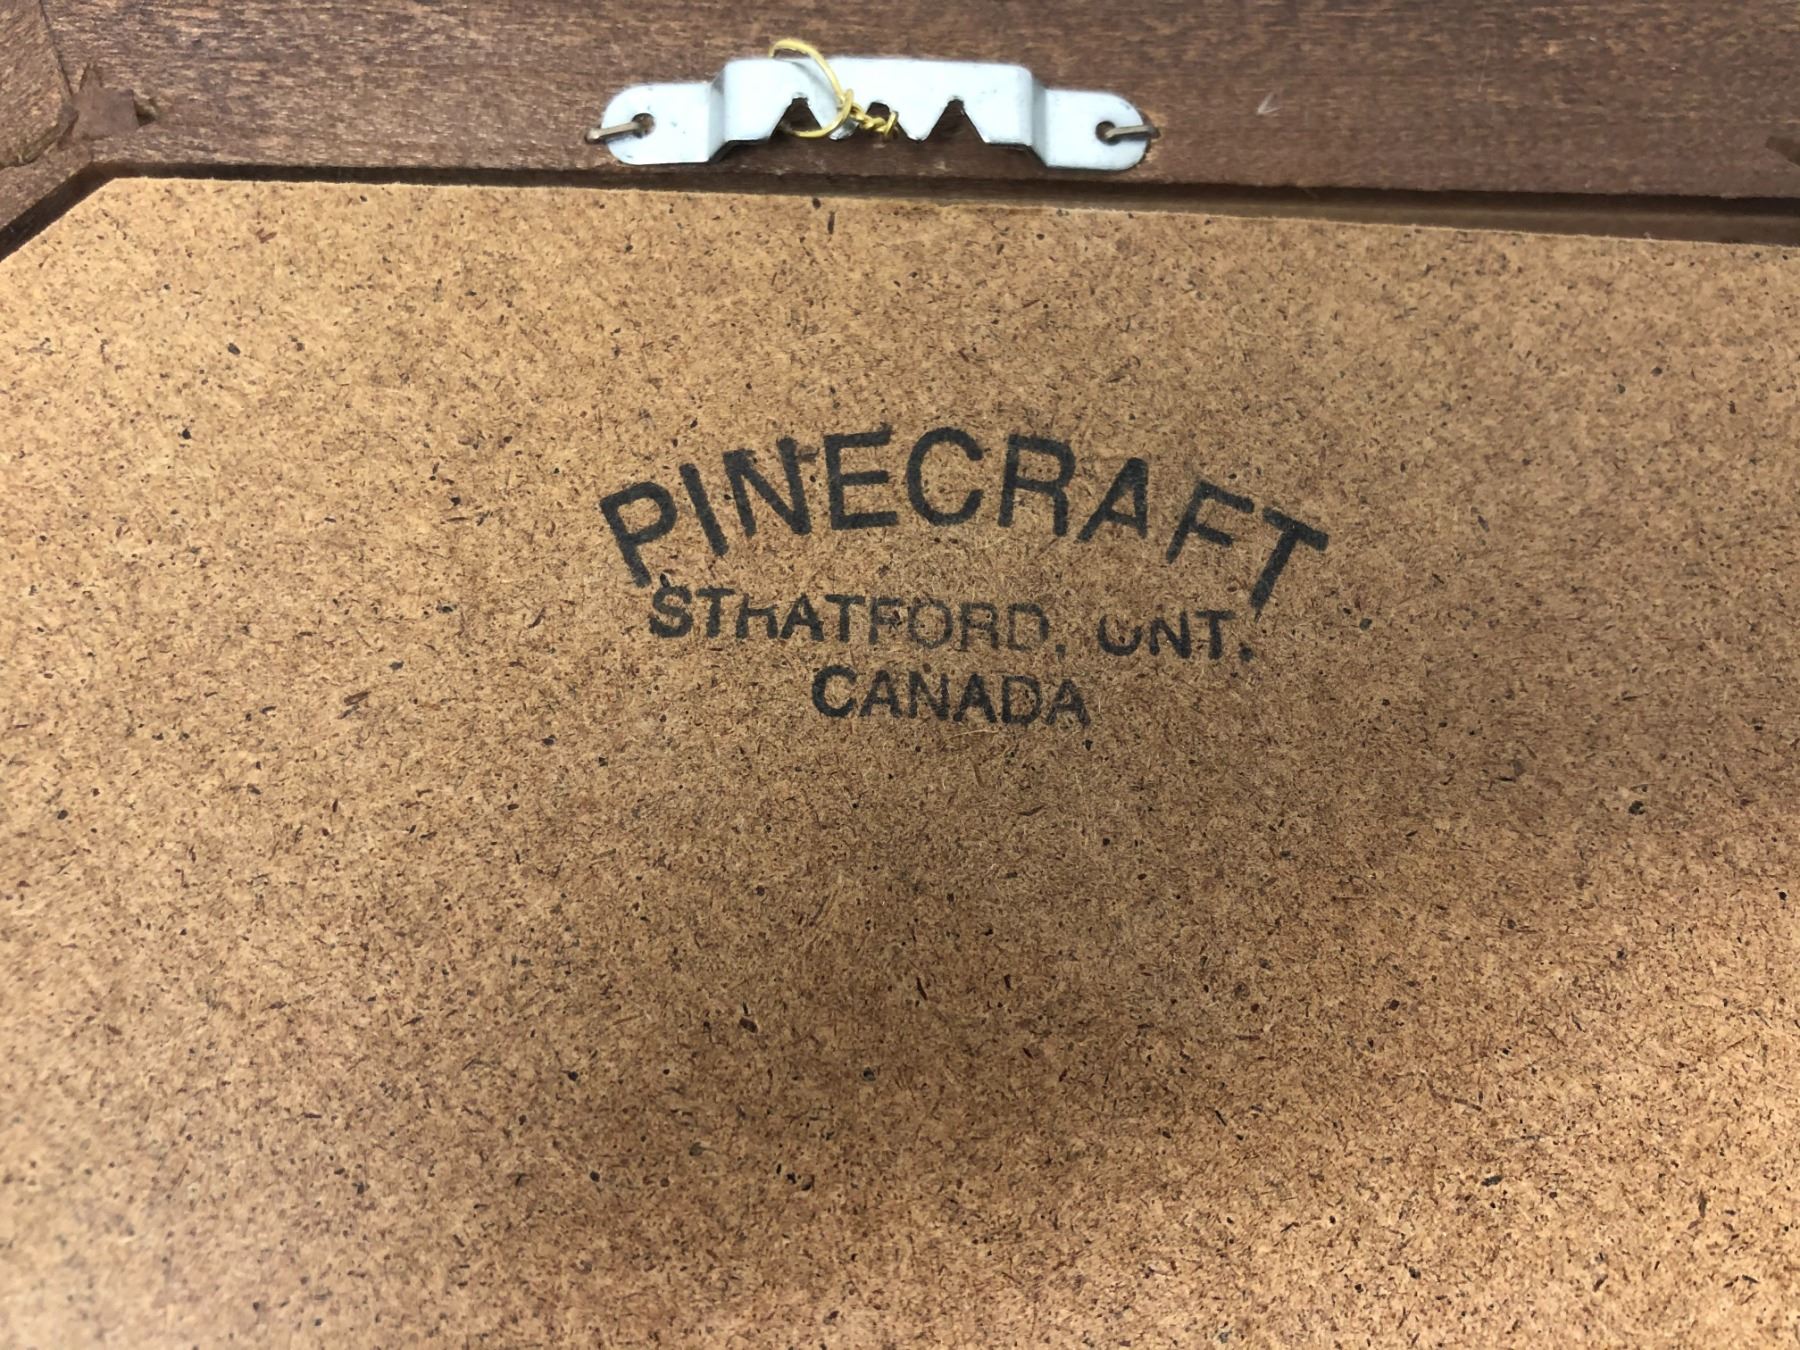 PINECRAFT
STRATFORD, ONT.
CANADA